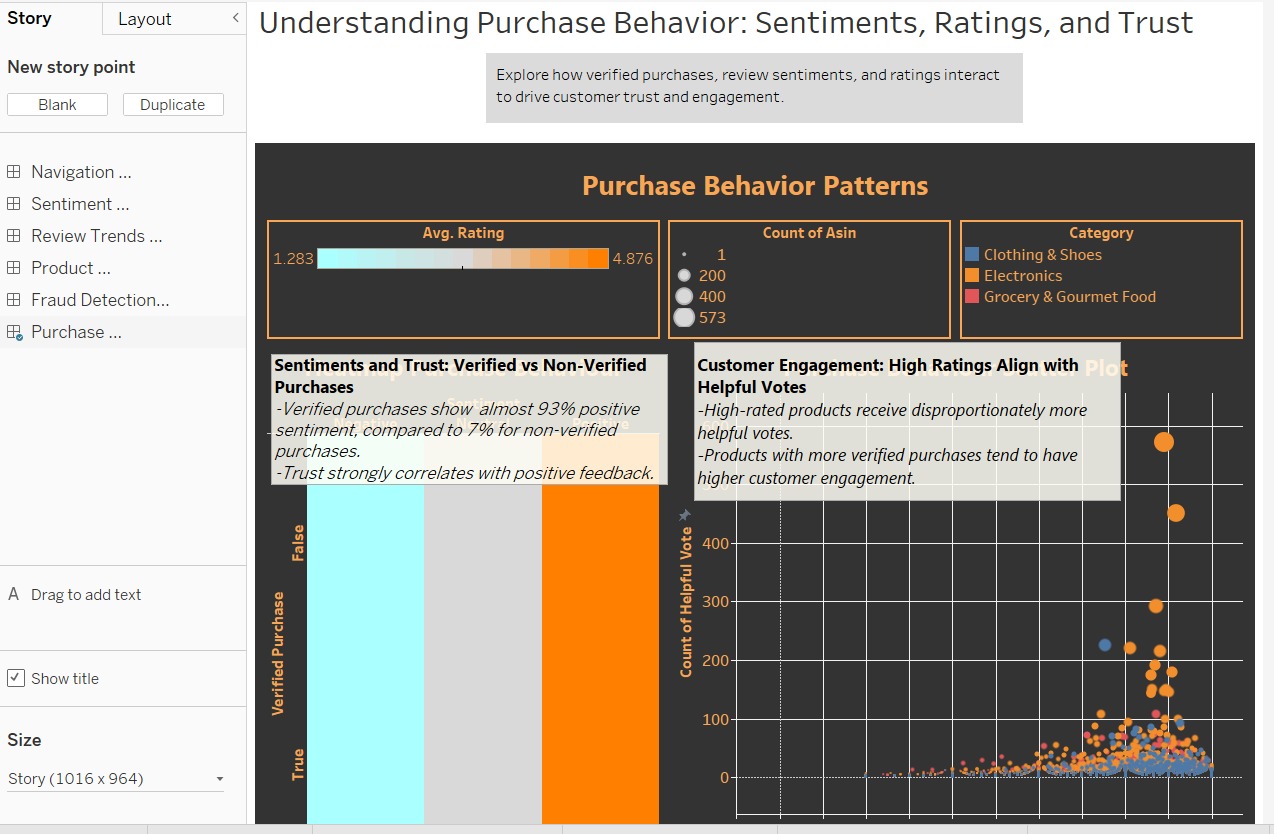 Story
Layout
<
Understanding Purchase Behavior: Sentiments, Ratings, and Trust
New story point
Blank
Duplicate
Explore how verified purchases, review sentiments, and ratings interact
to drive customer trust and engagement.
Navigation ...
Sentiment ...
Review Trends ...
Product ...
Fraud Detection...
Purchase ...
A Drag to add text
Show title
Size
Story (1016 x 964)
Purchase Behavior Patterns
Avg. Rating
1.283
4.876
Count of Asin
1
200
400
573
Category
Clothing & Shoes
Electronics
Grocery & Gourmet Food
Sentiments and Trust: Verified vs Non-Verified
Purchases
-Verified purchases show almost 93% positive
sentiment, compared to 7% for non-verified
purchases.
-Trust strongly correlates with positive feedback.
Sentiment
False
Verified Purchase
True
Plot
Customer Engagement: High Ratings Align with
Helpful Votes
-High-rated products receive disproportionately more
helpful votes.
-Products with more verified purchases tend to have
higher customer engagement.
Count of Helpful Vote
400
300
200
100
0